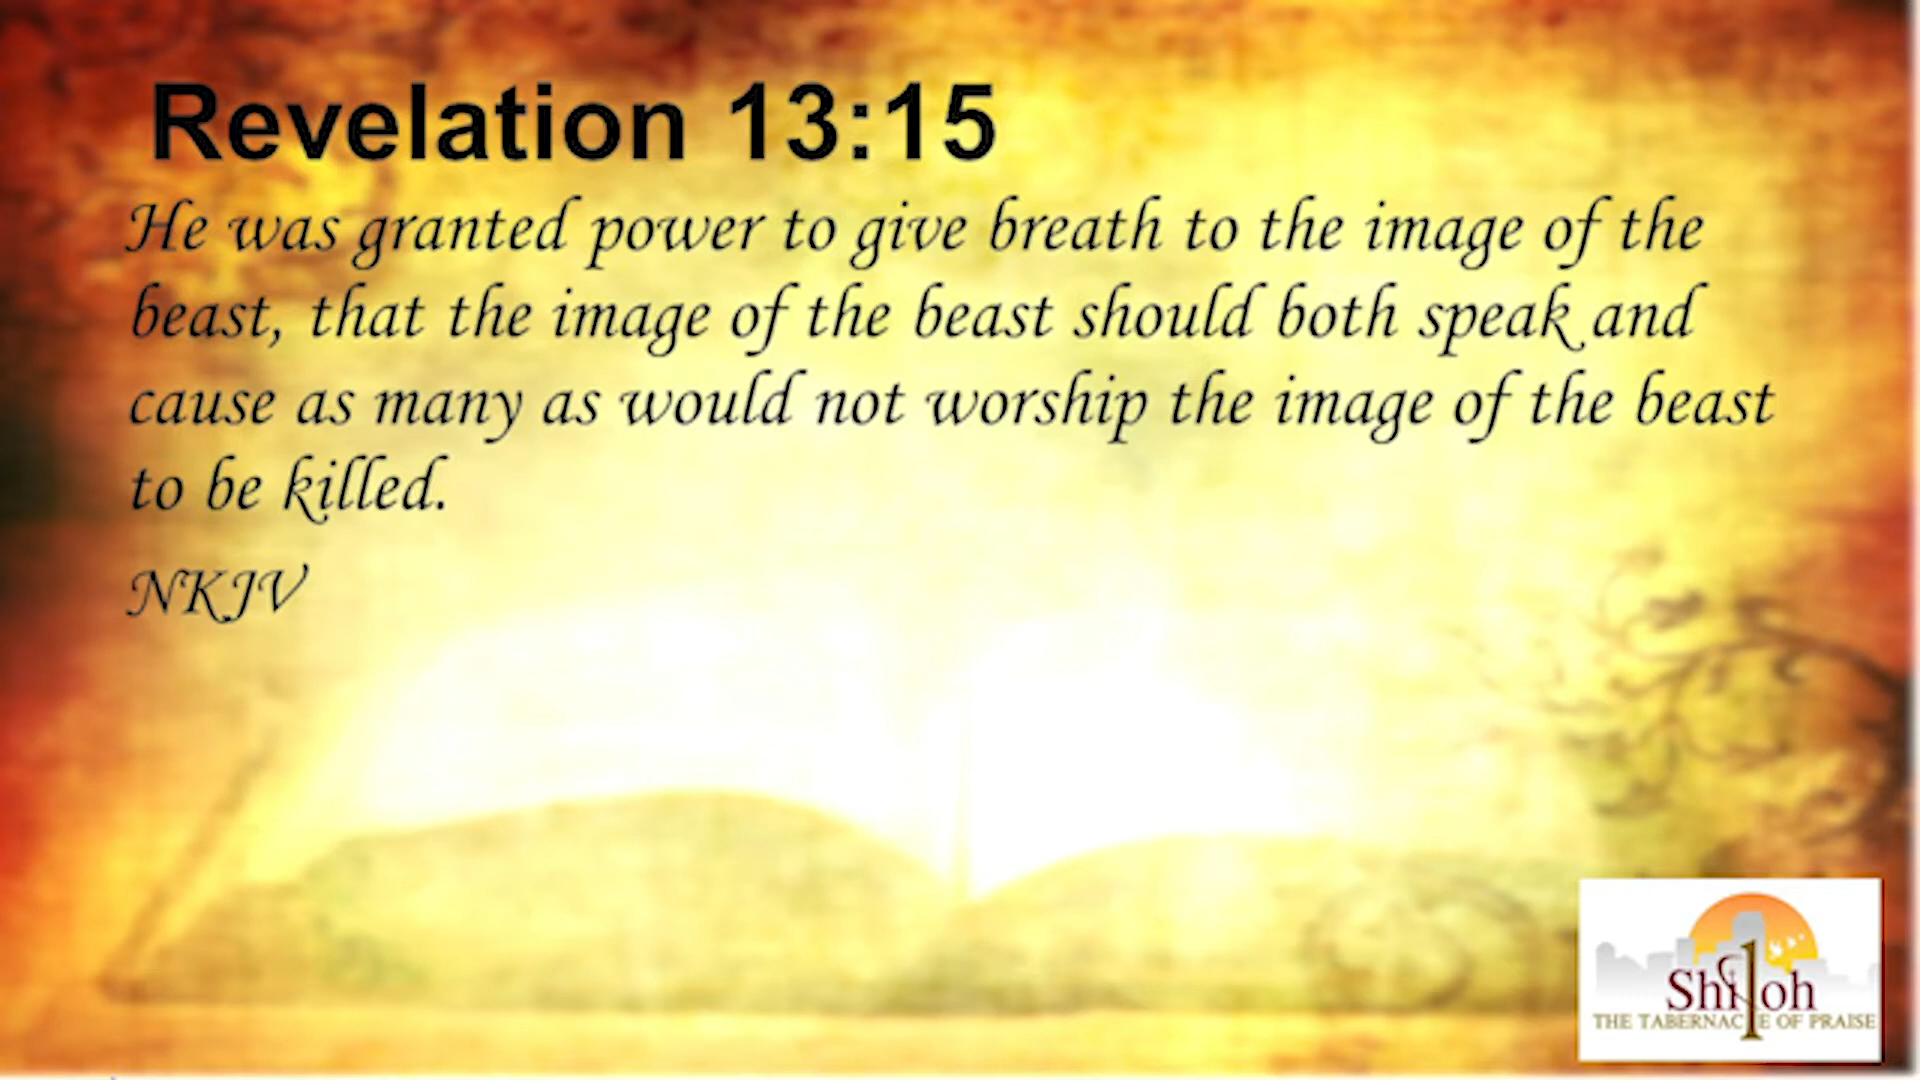 Revelation 13:15
He was granted power to give breath to the image of the
beast, that the image of the beast should both speak and
cause as many as would not worship the image of the beast
to be killed.
NKJV
Shiloh
THE TABERNACLE OF PRAISE